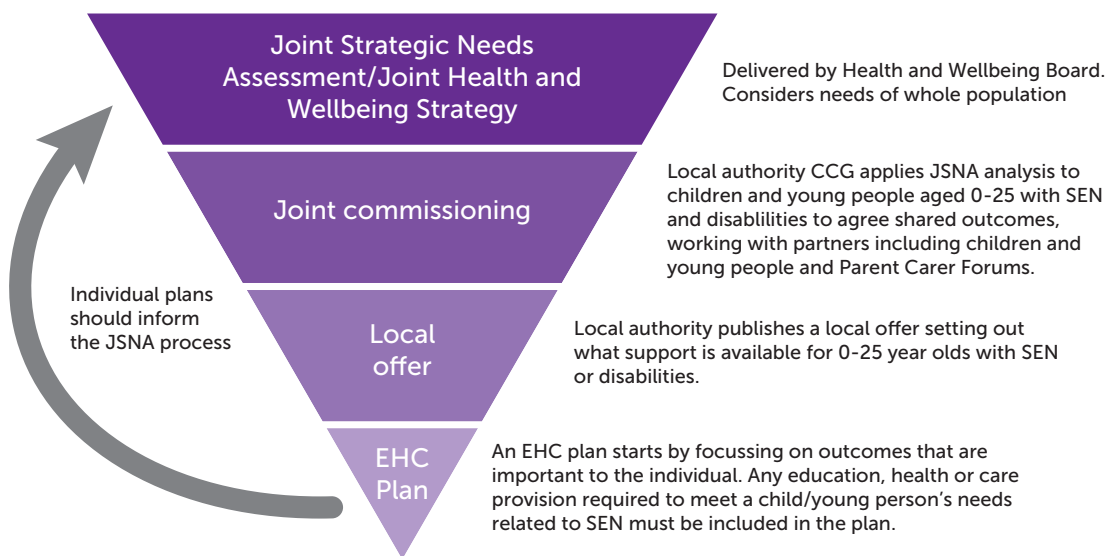 Joint Strategic Needs
Assessment/Joint Health and
Wellbeing Strategy
Delivered by Health and Wellbeing Board.
Considers needs of whole population
Joint commissioning
Local authority CCG applies JSNA analysis to
children and young people aged 0-25 with SEN
and disablilities to agree shared outcomes,
working with partners including children and
young people and Parent Carer Forums.
Individual plans
should inform
the JSNA process
Local
offer
Local authority publishes a local offer setting out
what support is available for 0-25 year olds with SEN
or disabilities.
EHC
Plan
An EHC plan starts by focussing on outcomes that are
important to the individual. Any education, health or care
provision required to meet a child/young person’s needs
related to SEN must be included in the plan.